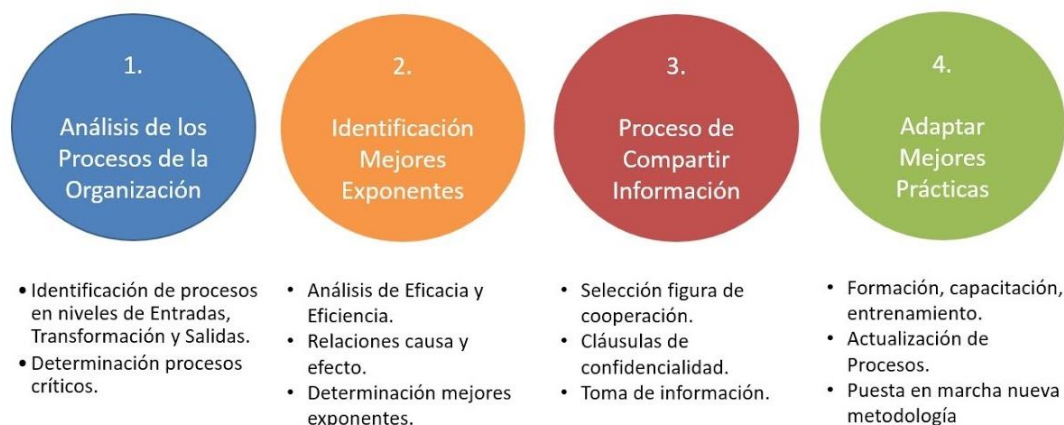 1.
Análisis de los
Procesos de la
Organización
• Identificación de procesos
en niveles de Entradas,
Transformación y Salidas.
• Determinación procesos
críticos.
2.
Identificación
Mejores
Exponentes
• Análisis de Eficacia y
Eficiencia.
• Relaciones causa y
efecto.
• Determinación mejores
exponentes.
3.
Proceso de
Compartir
Información
• Selección figura de
cooperación.
• Cláusulas de
confidencialidad.
• Toma de información.
4.
Adaptar
Mejores
Prácticas
• Formación, capacitación,
entrenamiento.
• Actualización de
Procesos.
• Puesta en marcha nueva
metodología